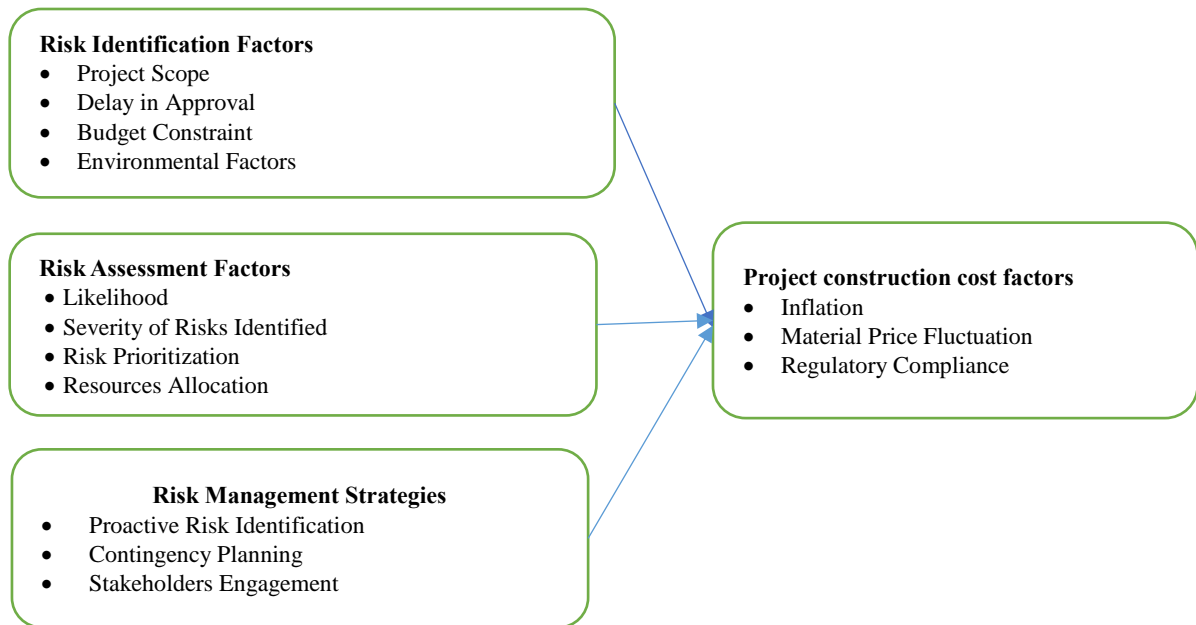 Risk Identification Factors
• Project Scope
• Delay in Approval
• Budget Constraint
• Environmental Factors
Risk Assessment Factors
• Likelihood
• Severity of Risks Identified
• Risk Prioritization
• Resources Allocation
Risk Management Strategies
• Proactive Risk Identification
• Contingency Planning
• Stakeholders Engagement
Project construction cost factors
• Inflation
• Material Price Fluctuation
• Regulatory Compliance